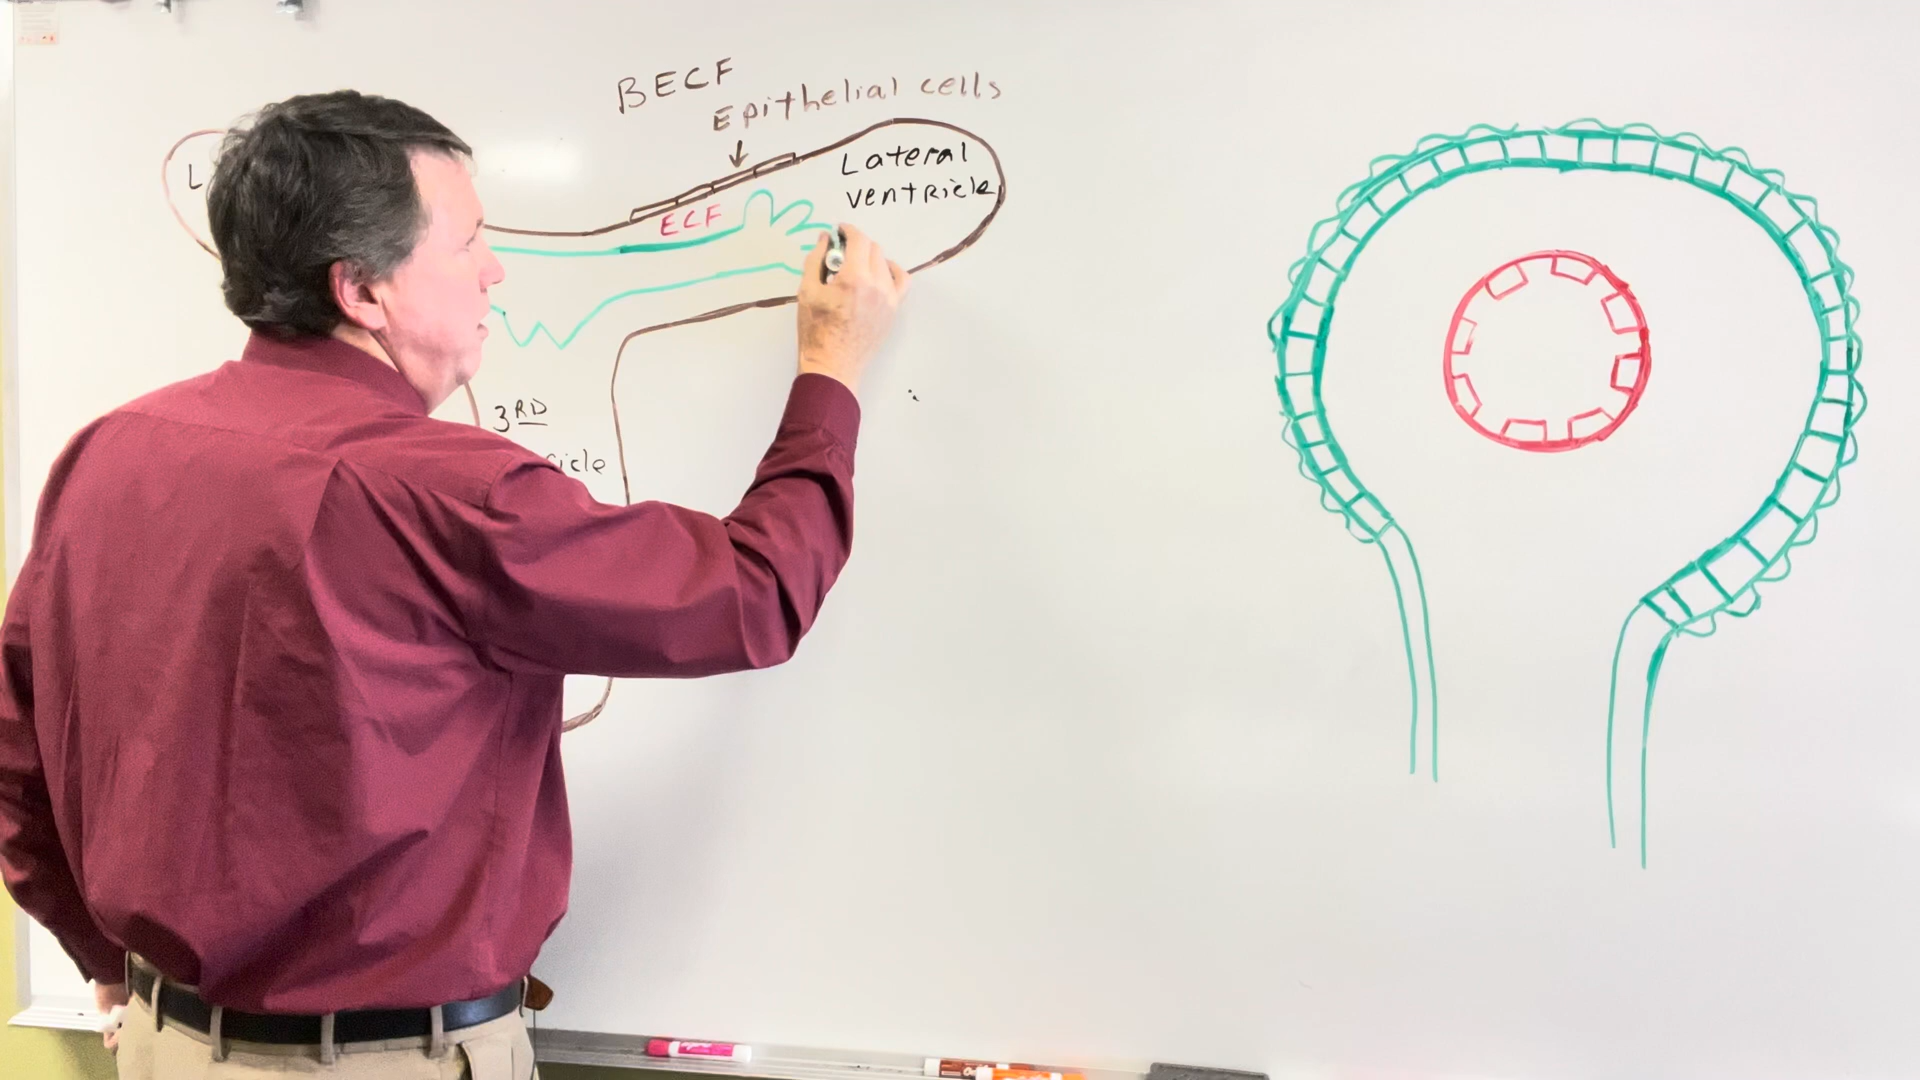 BECF
Epithelial cells
Lateral
ventricle
ECF
3RD